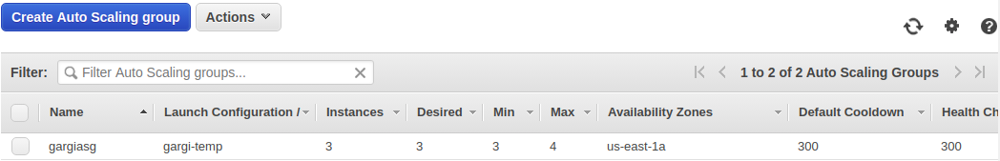 Create Auto Scaling group Actions
Filter: Filter Auto Scaling groups... 1 to 2 of 2 Auto Scaling Groups
Name Launch Configuration / Instances Desired Min Max Availability Zones Default Cooldown Health Ch
gargiasg gargi-temp 3 3 3 4 us-east-1a 300 300